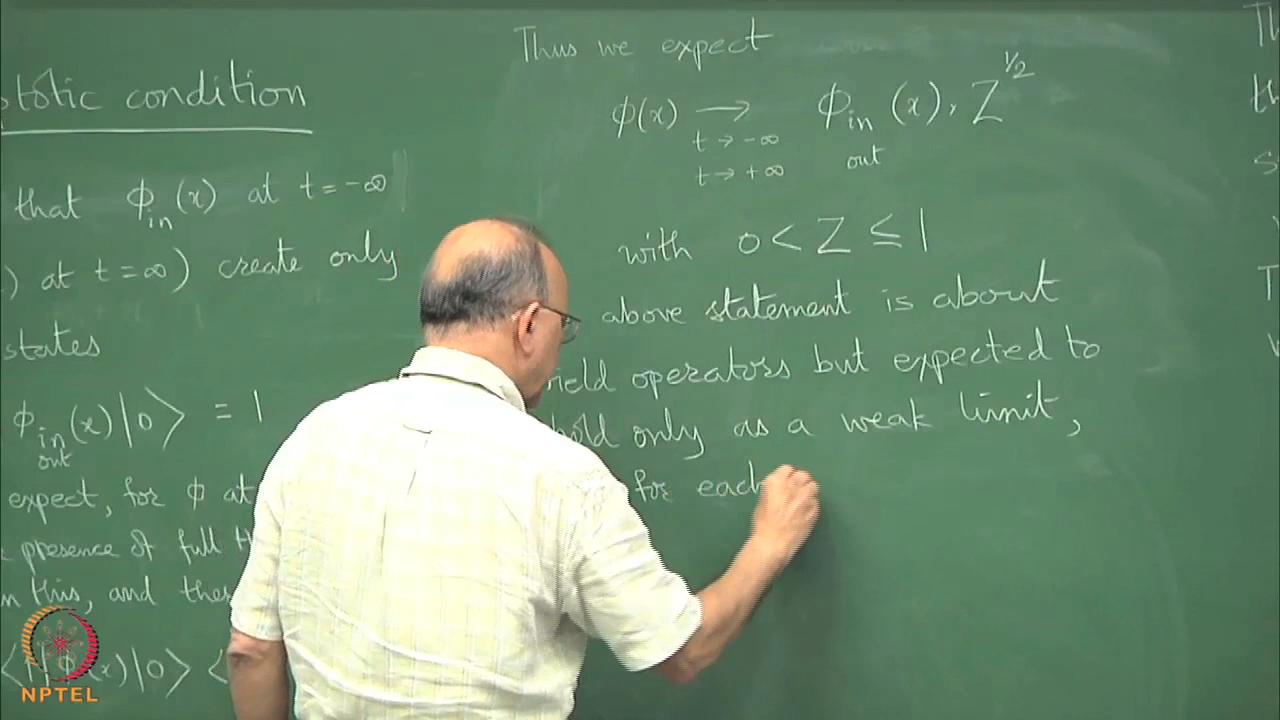 ptotic condition
that ϕin(x) at t = -∞
) at t = ∞) create only
states
ϕin out(x)|0⟩ = 1
expect, for ϕ at
presence of full
this, and
⟨1|ϕ(x)|0⟩ <
Thus we expect
ϕ(x) → ϕin(x), Z^1/2
t → -∞
t → +∞ out
with 0 < Z ≤ 1
above statement is about
field operators but expected to
hold only as a weak limit,
for each
NPTEL